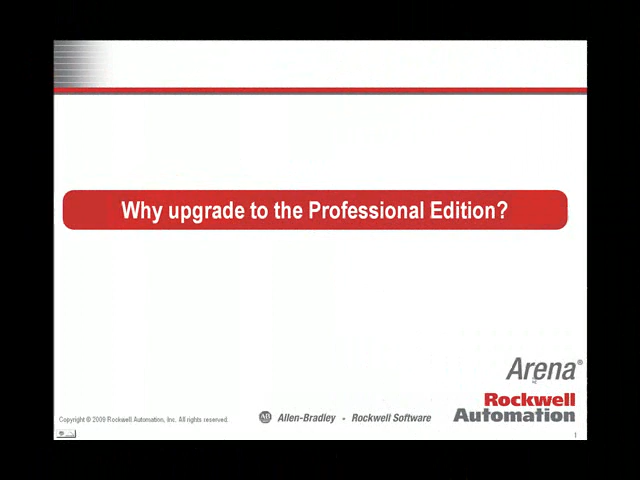 Why upgrade to the Professional Edition?
Arena®
Rockwell
Automation
Copyright © 2009 Rockwell Automation, Inc. All rights reserved.
AB Allen-Bradley - Rockwell Software
1